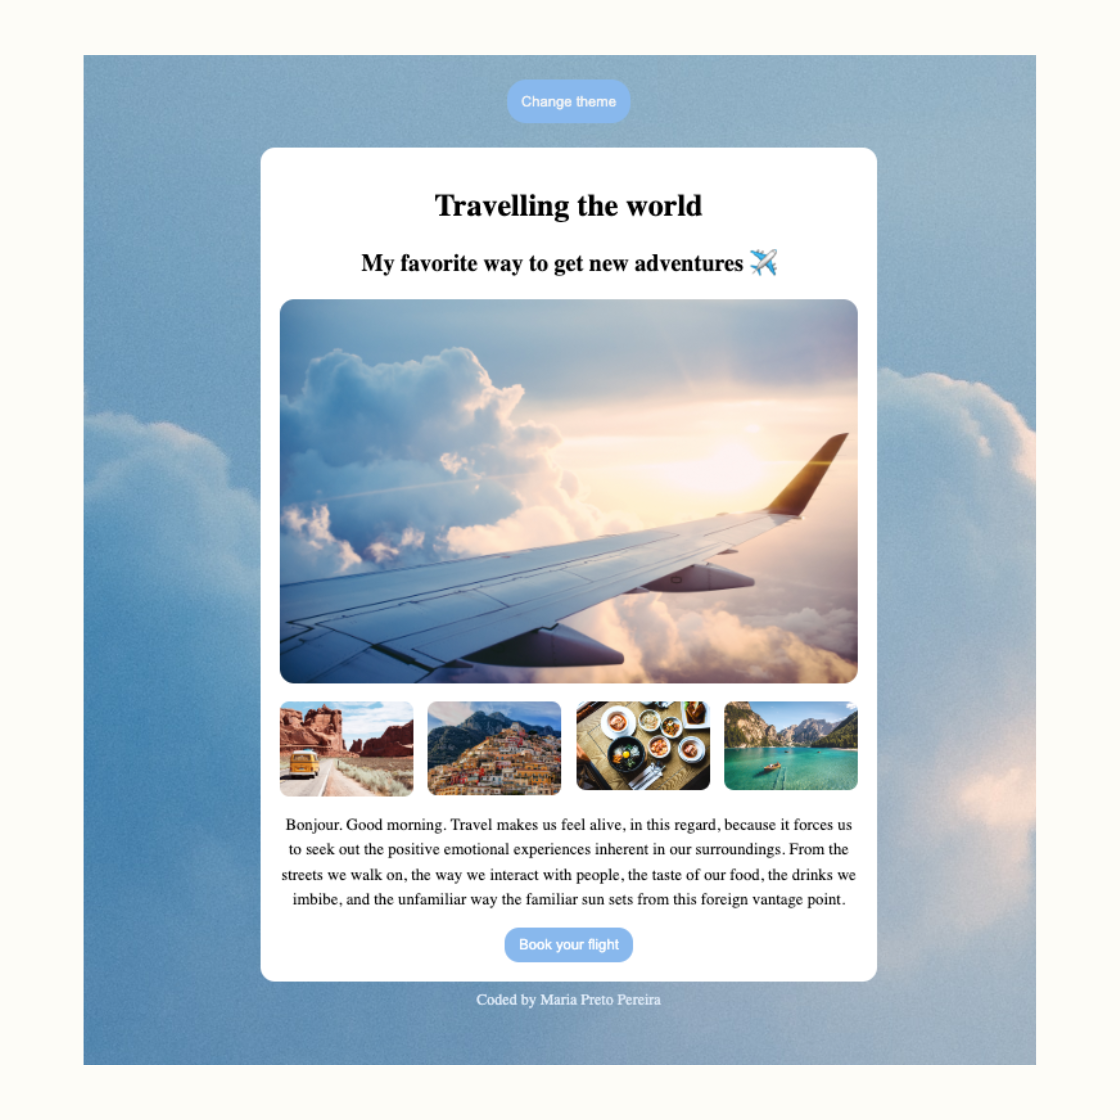 Change theme
Travelling the world
My favorite way to get new adventures ✈️
Bonjour. Good morning. Travel makes us feel alive, in this regard, because it forces us
to seek out the positive emotional experiences inherent in our surroundings. From the
streets we walk on, the way we interact with people, the taste of our food, the drinks we
imbibe, and the unfamiliar way the familiar sun sets from this foreign vantage point.
Book your flight
Coded by Maria Preto Pereira